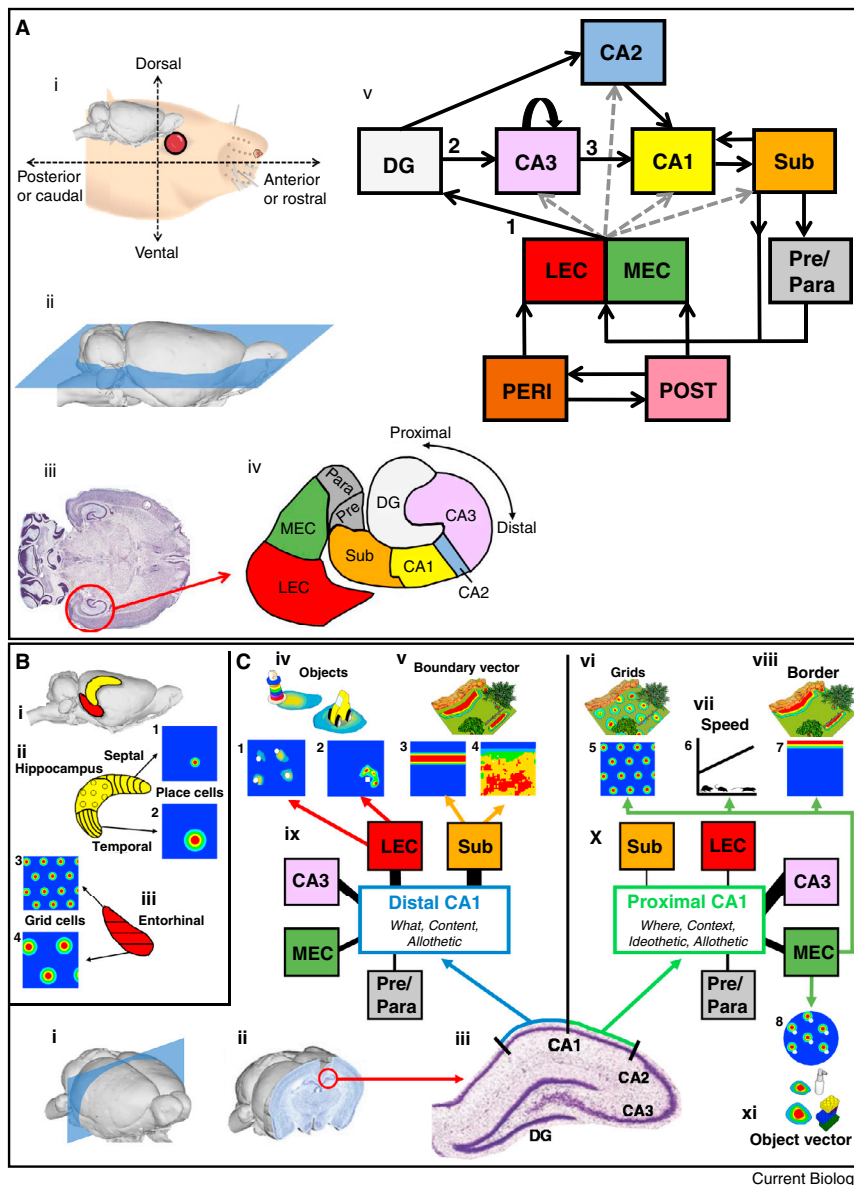 A
i
Dorsal
Posterior
or caudal
Anterior
or rostral
Vental
ii
iii
iv
Proximal
Para
Pre
DG
CA3
Distal
MEC
Sub
CA1
CA2
LEC
v
CA2
DG
2
CA3
3
CA1
Sub
1
LEC
MEC
Pre/
Para
PERI
POST
B
i
ii
Hippocampus
Septal
1
Place cells
2
Temporal
3
Grid cells
4
iii
Entorhinal
C
iv
Objects
v
Boundary vector
vi
Grids
vii
Speed
viii
Border
1
2
3
4
5
6
7
ix
LEC
Sub
CA3
Distal CA1
What, Content,
Allothetic
MEC
Pre/
Para
X
Sub
LEC
CA3
Proximal CA1
Where, Context,
Ideothetic, Allothetic
MEC
Pre/
Para
8
xi
Object vector
i
ii
iii
CA1
CA2
CA3
DG
Current Biolog